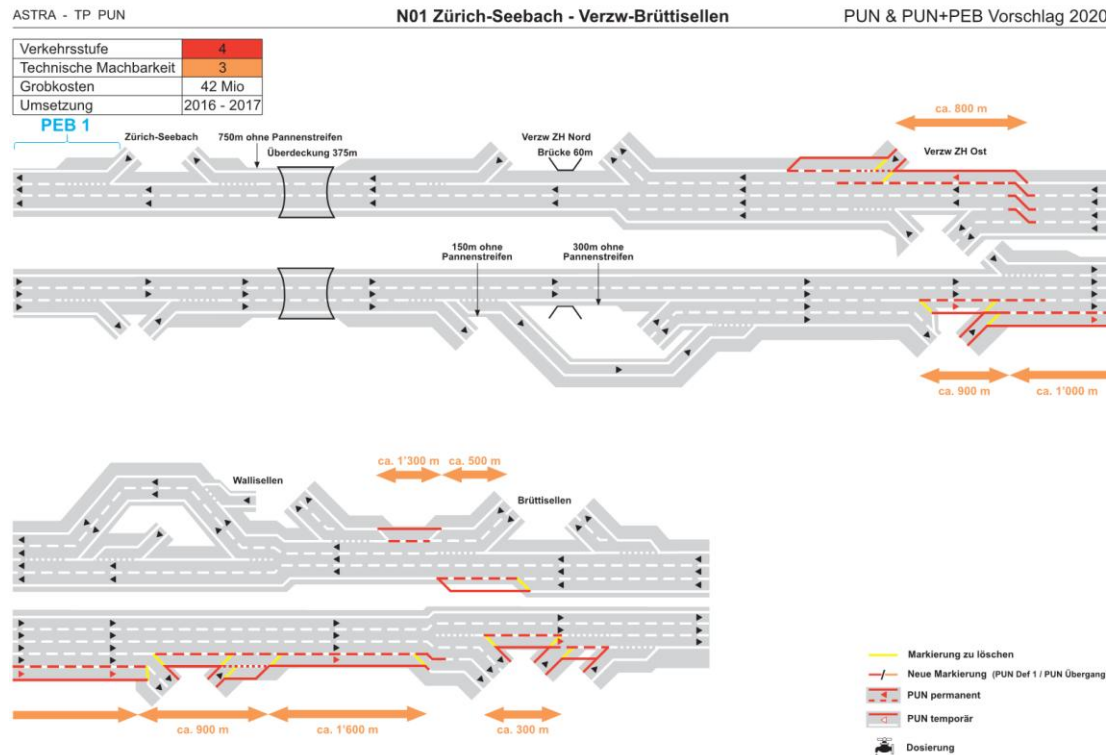 ASTRA - TP PUN
N01 Zürich-Seebach - Verzw-Brüttisellen
PUN & PUN+PEB Vorschlag 2020
Verkehrsstufe 4
Technische Machbarkeit 3
Grobkosten 42 Mio
Umsetzung 2016 - 2017
PEB 1
Zürich-Seebach
750m ohne Pannenstreifen
Überdeckung 375m
Verzw ZH Nord
Brücke 60m
ca. 800 m
Verzw ZH Ost
150m ohne
Pannenstreifen
300m ohne
Pannenstreifen
ca. 900 m
ca. 1'000 m
Wallisellen
ca. 1'300 m
ca. 500 m
Brüttisellen
ca. 900 m
ca. 1'600 m
ca. 300 m
Markierung zu löschen
Neue Markierung (PUN Def 1 / PUN Übergang
PUN permanent
PUN temporär
Dosierung